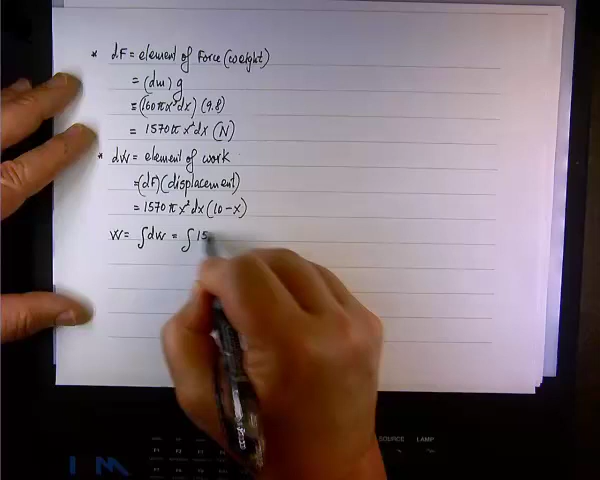 * dF = element of Force (weight)
= (dm) g
= (160 π x² dx) (9.8)
= 1570 π x² dx (N)
* dW = element of work
= (dF) (displacement)
= 1570 π x² dx (10 - x)
W = ∫ dW = ∫ 15
SOURCE LAMP